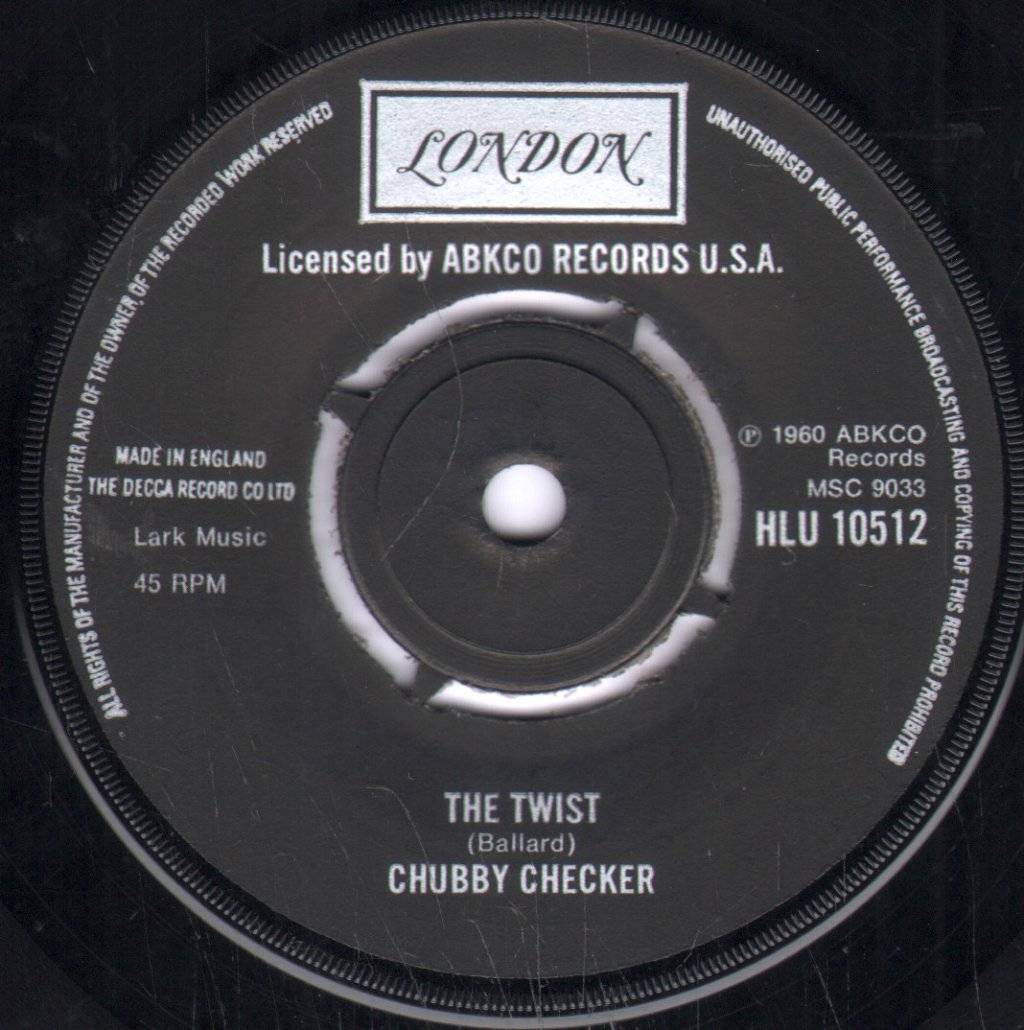 LONDON
Licensed by ABKCO RECORDS U.S.A.
ALL RIGHTS OF THE MANUFACTURER AND OF THE OWNER OF THE RECORDED WORK RESERVED
UNAUTHORISED PUBLIC PERFORMANCE BROADCASTING AND COPYING OF THIS RECORD PROHIBITED
MADE IN ENGLAND
THE DECCA RECORD CO LTD
Lark Music
45 RPM
℗ 1960 ABKCO
Records
MSC 9033
HLU 10512
THE TWIST
(Ballard)
CHUBBY CHECKER